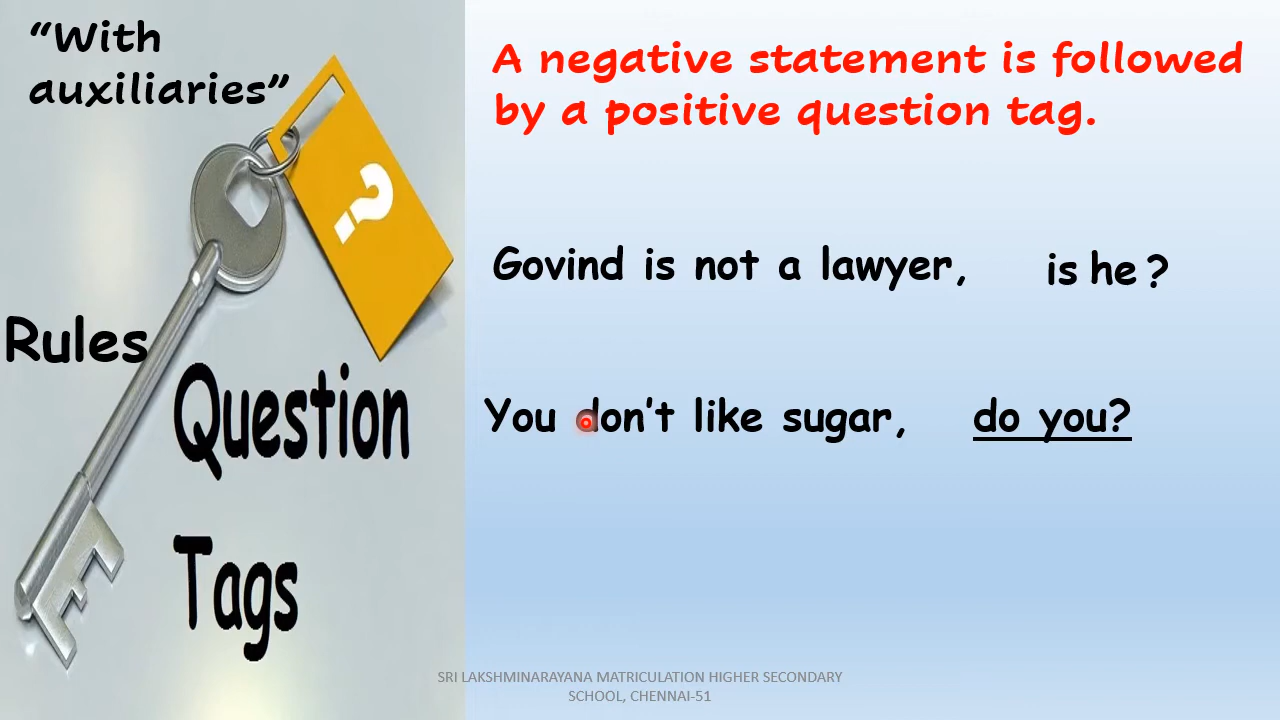 “With
auxiliaries”
?
Rules
Question
Tags
A negative statement is followed
by a positive question tag.
Govind is not a lawyer, is he ?
You don't like sugar, do you?
SRI LAKSHMINARAYANA MATRICULATION HIGHER SECONDARY
SCHOOL, CHENNAI-51